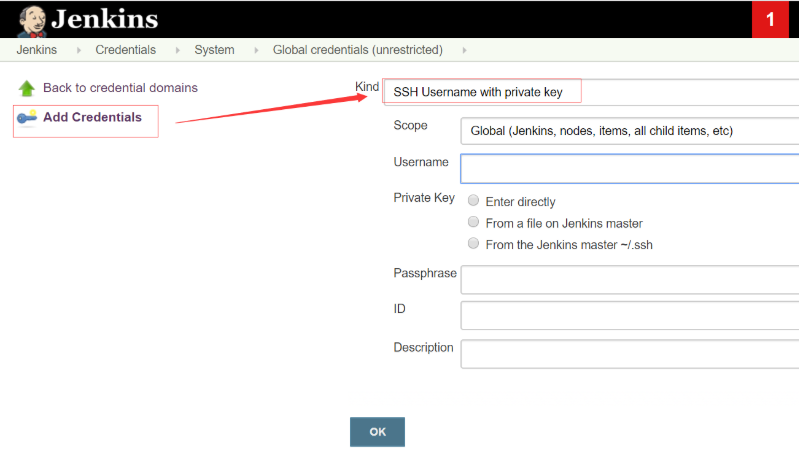 Jenkins
1
Jenkins Credentials System Global credentials (unrestricted)
Back to credential domains
Add Credentials
Kind
SSH Username with private key
Scope
Global (Jenkins, nodes, items, all child items, etc)
Username
Private Key
Enter directly
From a file on Jenkins master
From the Jenkins master ~/.ssh
Passphrase
ID
Description
OK